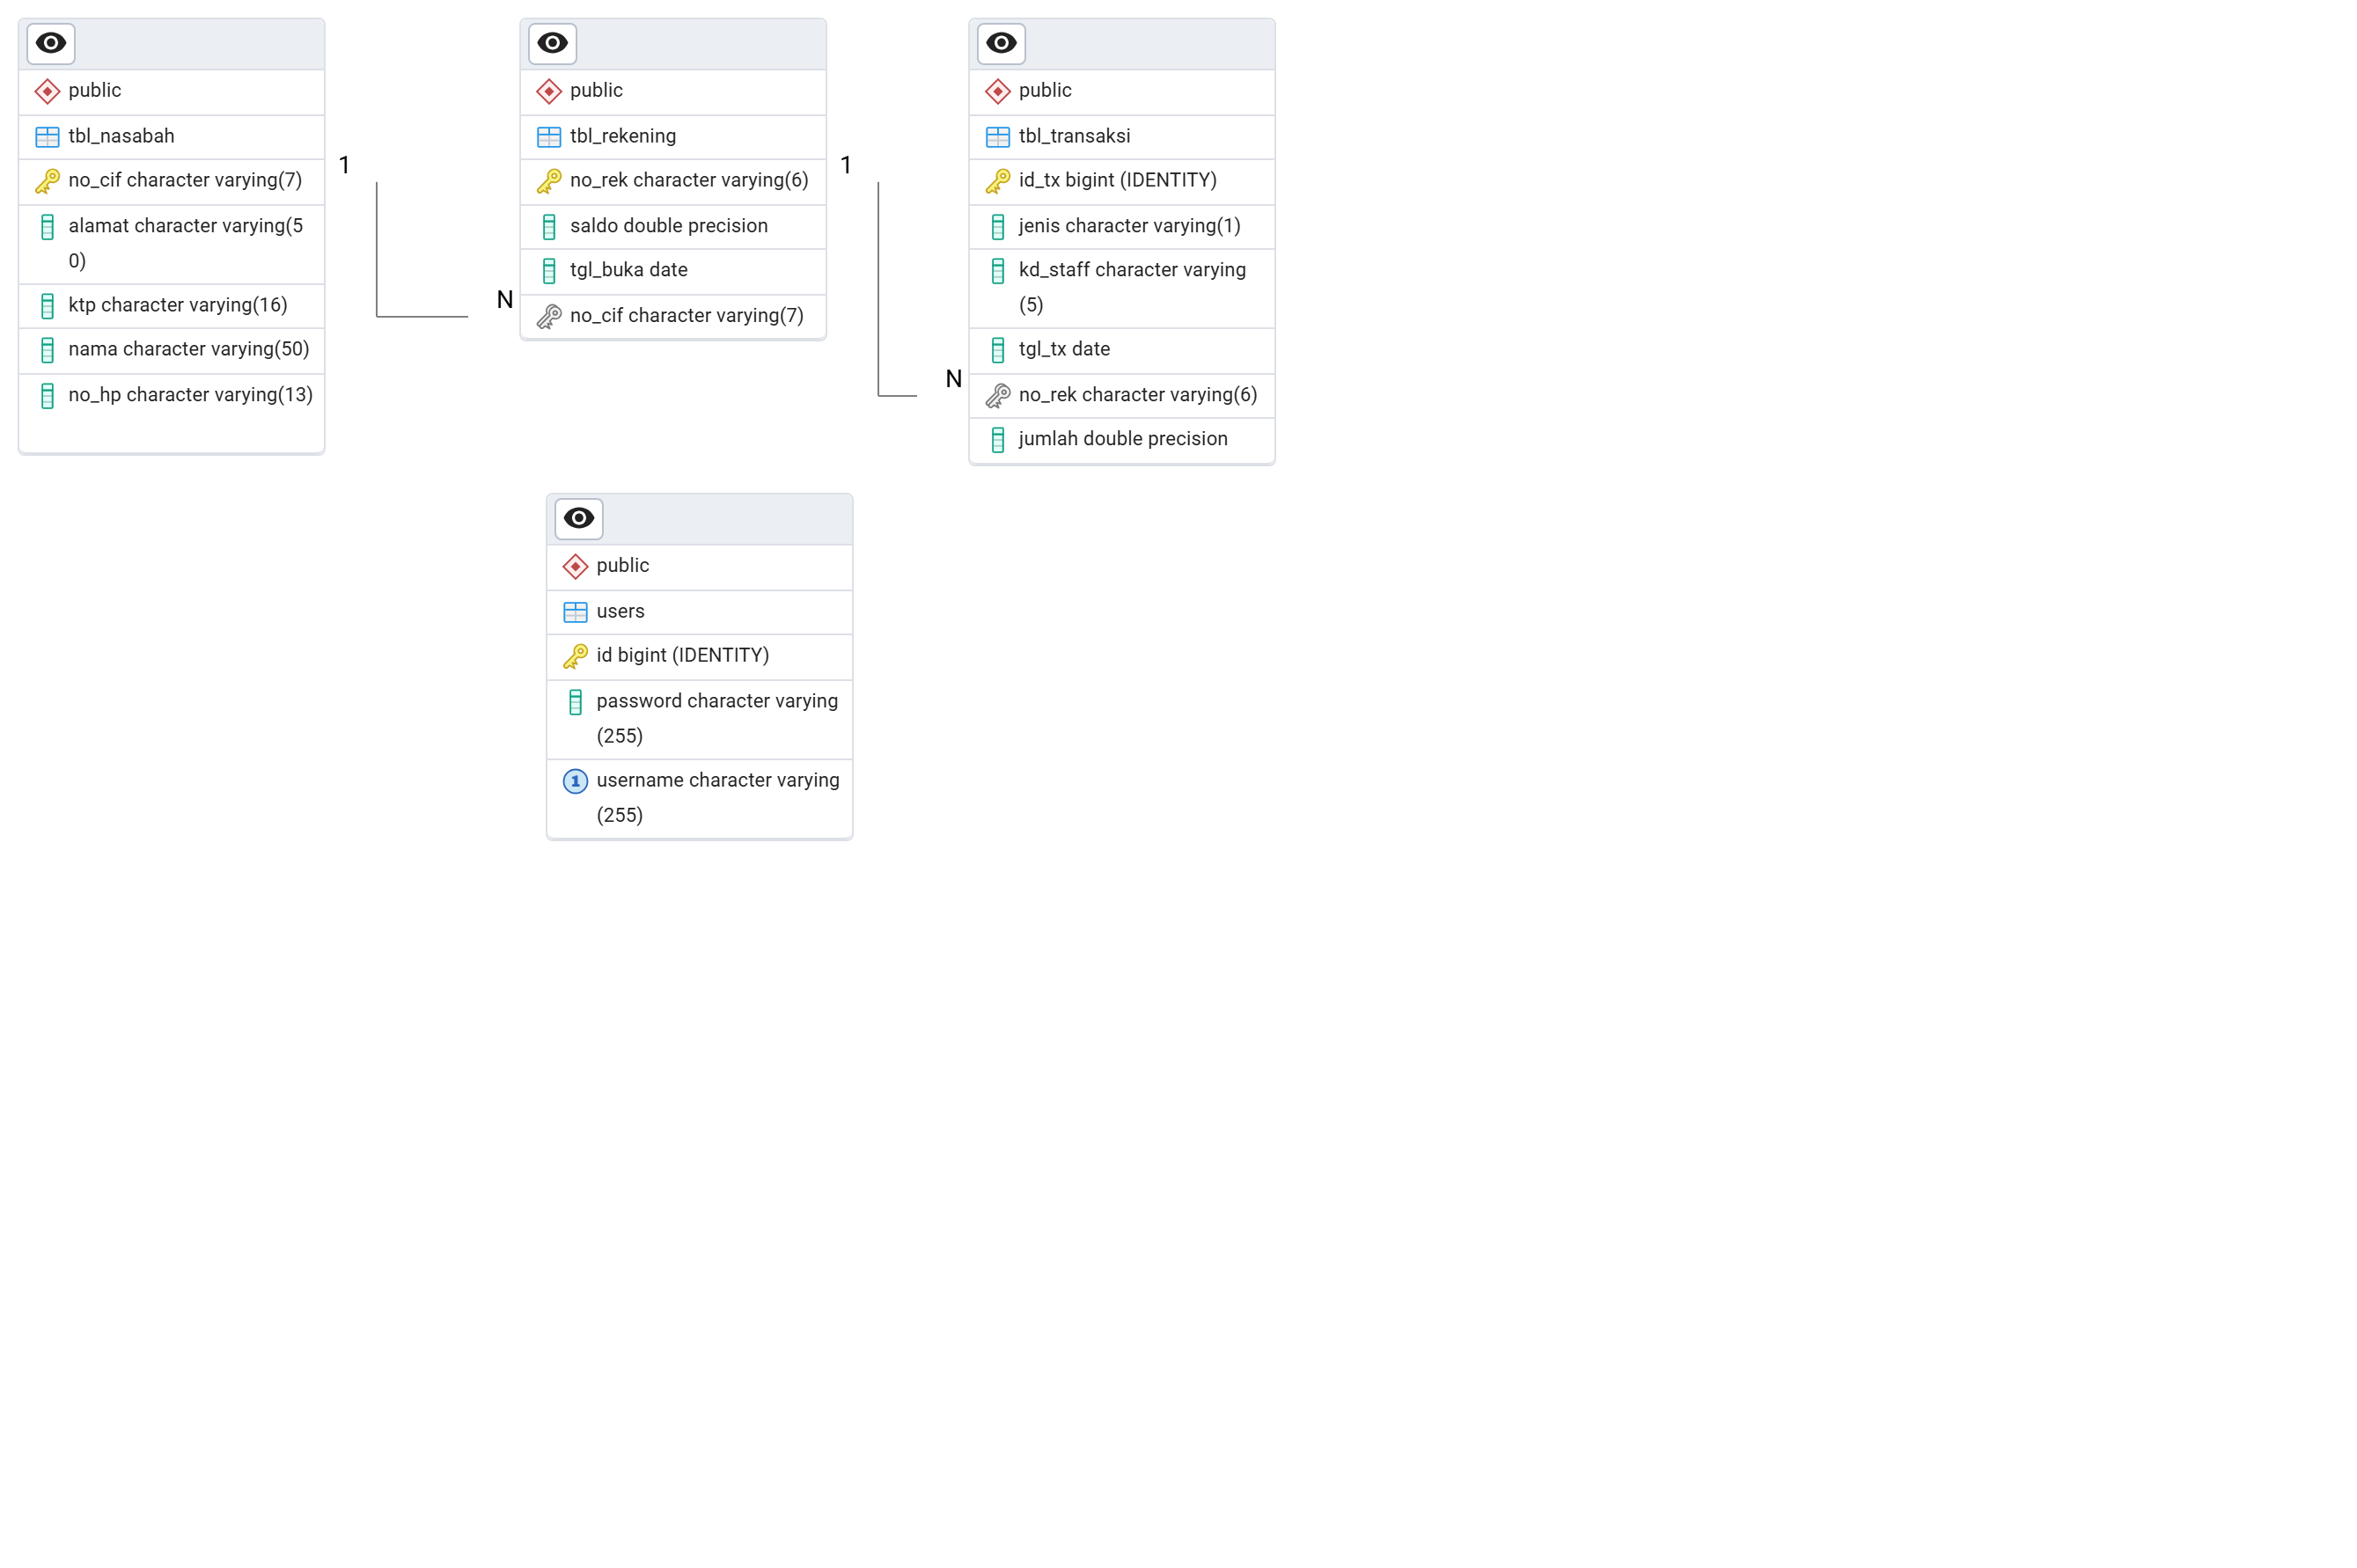 public
tbl_nasabah
no_cif character varying(7)
alamat character varying(5
0)
ktp character varying(16)
nama character varying(50)
no_hp character varying(13)
1
N
public
tbl_rekening
no_rek character varying(6)
saldo double precision
tgl_buka date
no_cif character varying(7)
1
N
public
tbl_transaksi
id_tx bigint (IDENTITY)
jenis character varying(1)
kd_staff character varying
(5)
tgl_tx date
no_rek character varying(6)
jumlah double precision
public
users
id bigint (IDENTITY)
password character varying
(255)
1
username character varying
(255)